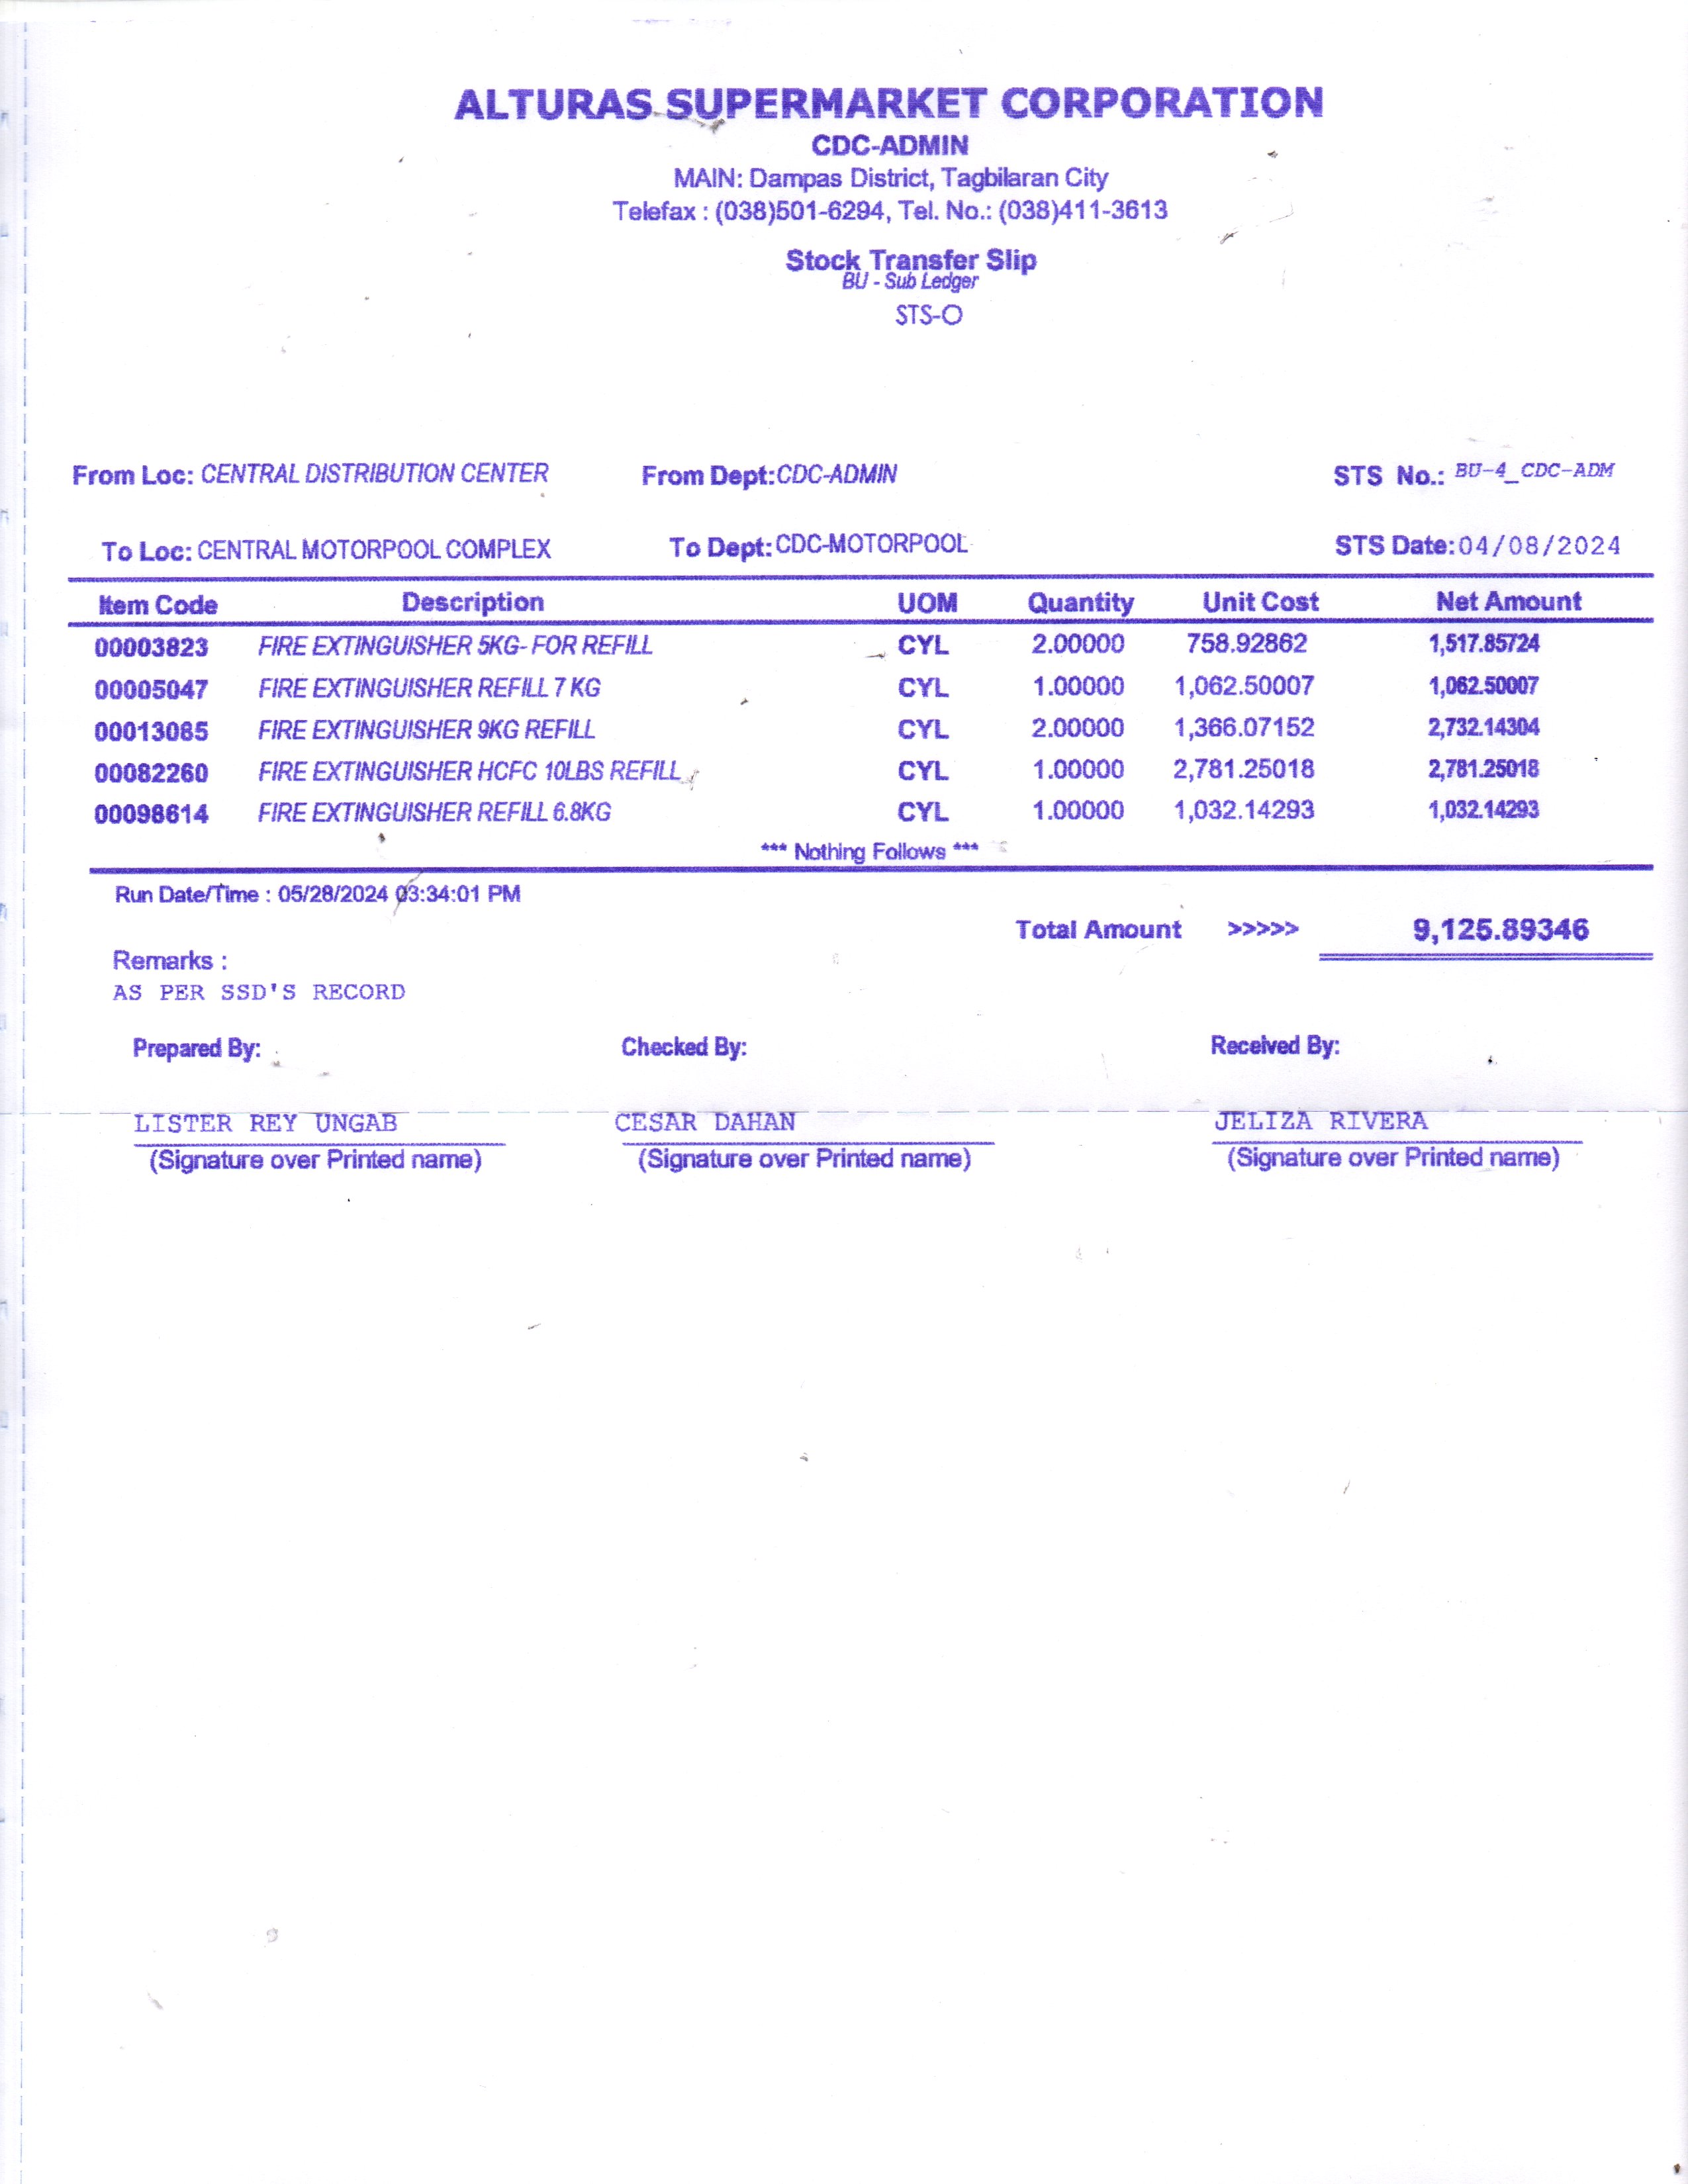 ALTURAS SUPERMARKET CORPORATION
CDC-ADMIN
MAIN: Dampas District, Tagbilaran City
Telefax : (038)501-6294, Tel. No.: (038)411-3613
Stock Transfer Slip
BU - Sub Ledger
STS-O
From Loc: CENTRAL DISTRIBUTION CENTER From Dept: CDC-ADMIN STS No.: BU-4_CDC-ADM
To Loc: CENTRAL MOTORPOOL COMPLEX To Dept: CDC-MOTORPOOL STS Date: 04/08/2024
Item Code Description UOM Quantity Unit Cost Net Amount
00003823 FIRE EXTINGUISHER 5KG- FOR REFILL CYL 2.00000 758.92862 1,517.85724
00005047 FIRE EXTINGUISHER REFILL 7 KG CYL 1.00000 1,062.50007 1,062.50007
00013085 FIRE EXTINGUISHER 9KG REFILL CYL 2.00000 1,366.07152 2,732.14304
00082260 FIRE EXTINGUISHER HCFC 10LBS REFILL CYL 1.00000 2,781.25018 2,781.25018
00098614 FIRE EXTINGUISHER REFILL 6.8KG CYL 1.00000 1,032.14293 1,032.14293
*** Nothing Follows ***
Run Date/Time : 05/28/2024 03:34:01 PM
Total Amount >>>>> 9,125.89346
Remarks :
AS PER SSD'S RECORD
Prepared By: Checked By: Received By:
LISTER REY UNGAB CESAR DAHAN JELIZA RIVERA
(Signature over Printed name) (Signature over Printed name) (Signature over Printed name)